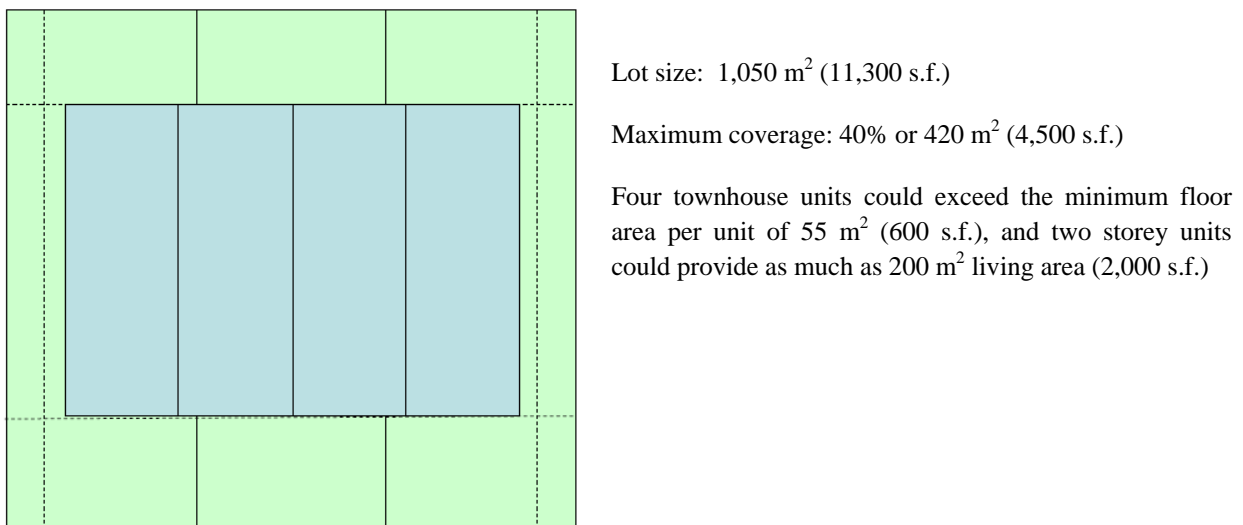 Lot size:  1,050 m² (11,300 s.f.)
Maximum coverage: 40% or 420 m² (4,500 s.f.)
Four townhouse units could exceed the minimum floor
area per unit of 55 m² (600 s.f.), and two storey units
could provide as much as 200 m² living area (2,000 s.f.)